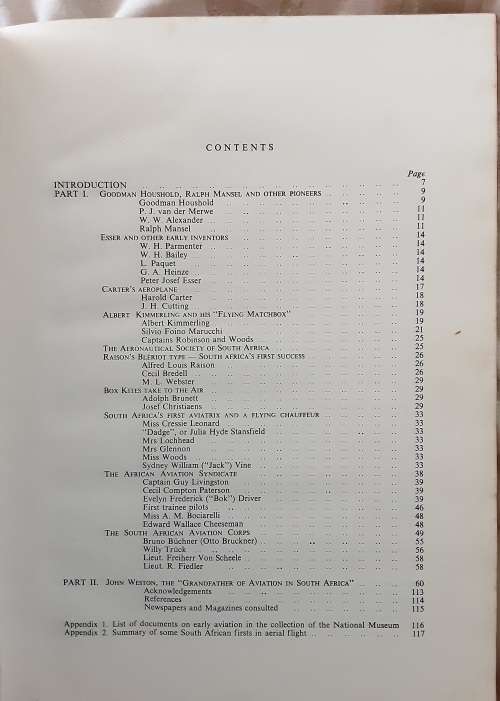 CONTENTS
Page
INTRODUCTION 7
PART I. GOODMAN HOUSHOLD, RALPH MANSEL AND OTHER PIONEERS 9
Goodman Houshold 9
P. J. van der Merwe 11
W. W. Alexander 11
Ralph Mansel 11
ESSER AND OTHER EARLY INVENTORS 14
W. H. Parmenter 14
W. H. Bailey 14
L. Paquet 14
G. A. Heinze 14
Peter Josef Esser 14
CARTER'S AEROPLANE 17
Harold Carter 18
J. H. Cutting 18
ALBERT KIMMERLING AND HIS "FLYING MATCHBOX" 19
Albert Kimmerling 19
Silvio Foino Marucchi 21
Captains Robinson and Woods 25
THE AERONAUTICAL SOCIETY OF SOUTH AFRICA 25
RAISON'S BLÉRIOT TYPE — SOUTH AFRICA'S FIRST SUCCESS 26
Alfred Louis Raison 26
Cecil Bredell 26
M. L. Webster 29
BOX KITES TAKE TO THE AIR 29
Adolph Brunett 29
Josef Christiaens 29
SOUTH AFRICA'S FIRST AVIATRIX AND A FLYING CHAUFFEUR 33
Miss Cressie Leonard 33
"Dadge", or Julia Hyde Stansfield 33
Mrs Lochhead 33
Mrs Glennon 33
Miss Woods 33
Sydney William ("Jack") Vine 33
THE AFRICAN AVIATION SYNDICATE 38
Captain Guy Livingston 39
Cecil Compton Paterson 39
Evelyn Frederick ("Bok") Driver 39
First trainee pilots 46
Miss A. M. Bociarelli 48
Edward Wallace Cheeseman 48
THE SOUTH AFRICAN AVIATION CORPS 49
Bruno Büchner (Otto Bruckner) 55
Willy Trück 56
Lieut. Freiherr Von Scheele 58
Lieut. R. Fiedler 58
PART II. JOHN WESTON, THE "GRANDFATHER OF AVIATION IN SOUTH AFRICA" 60
Acknowledgements 113
References 114
Newspapers and Magazines consulted 115
Appendix 1. List of documents on early aviation in the collection of the National Museum 116
Appendix 2. Summary of some South African firsts in aerial flight 117